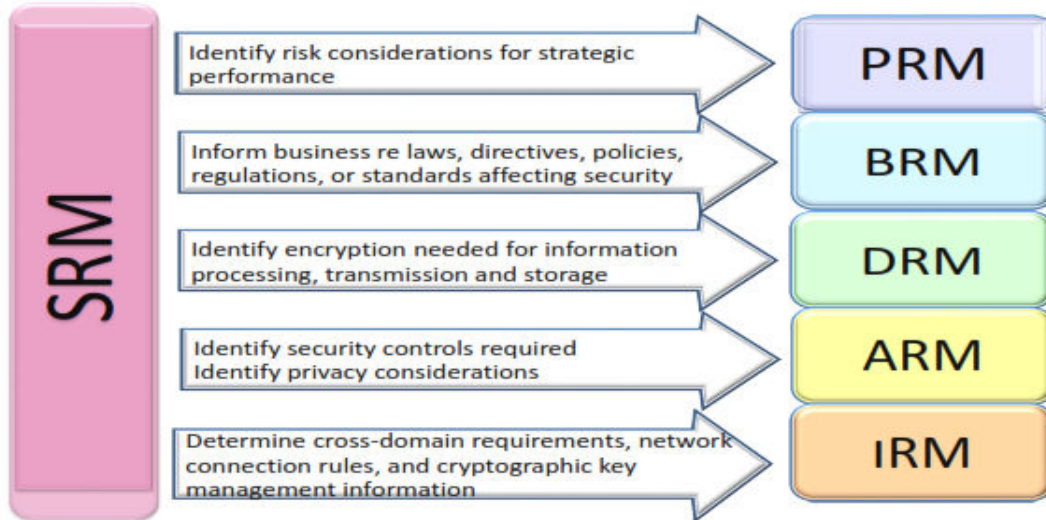 SRM
Identify risk considerations for strategic
performance
PRM
Inform business re laws, directives, policies,
regulations, or standards affecting security
BRM
Identify encryption needed for information
processing, transmission and storage
DRM
Identify security controls required
Identify privacy considerations
ARM
Determine cross-domain requirements, network
connection rules, and cryptographic key
management information
IRM